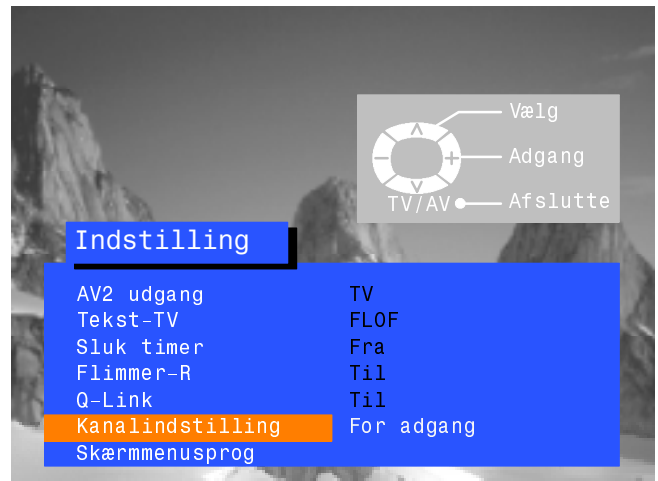 Vælg
Adgang
TV/AV Afslutte
Indstilling
AV2 udgang TV
Tekst-TV FLOF
Sluk timer Fra
Flimmer-R Til
Q-Link Til
Kanalindstilling For adgang
Skærmmenusprog